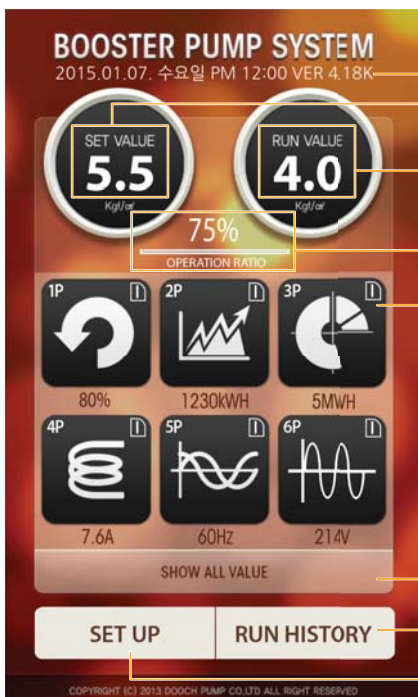 BOOSTER PUMP SYSTEM
2015.01.07. 수요일 PM 12:00 VER 4.18K
SET VALUE
5.5
Kgf/㎠
RUN VALUE
4.0
Kgf/㎠
75%
OPERATION RATIO
1P I
80%
2P I
1230kWH
3P I
5MWH
4P I
7.6A
5P I
60Hz
6P I
214V
SHOW ALL VALUE
SET UP
RUN HISTORY
COPYRIGHT (C) 2013 DOOCH PUMP CO,LTD ALL RIGHT RESERVED